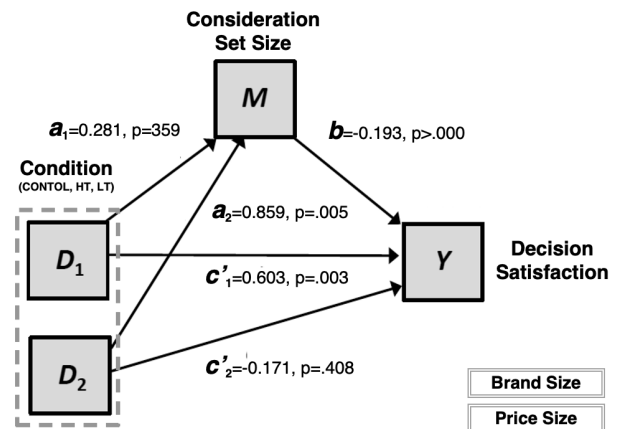 Consideration
Set Size
M
a₁=0.281, p=359
b=-0.193, p>.000
Condition
(CONTOL, HT, LT)
a₂=0.859, p=.005
D₁
Y
Decision
Satisfaction
c'₁=0.603, p=.003
D₂
c'₂=-0.171, p=.408
Brand Size
Price Size